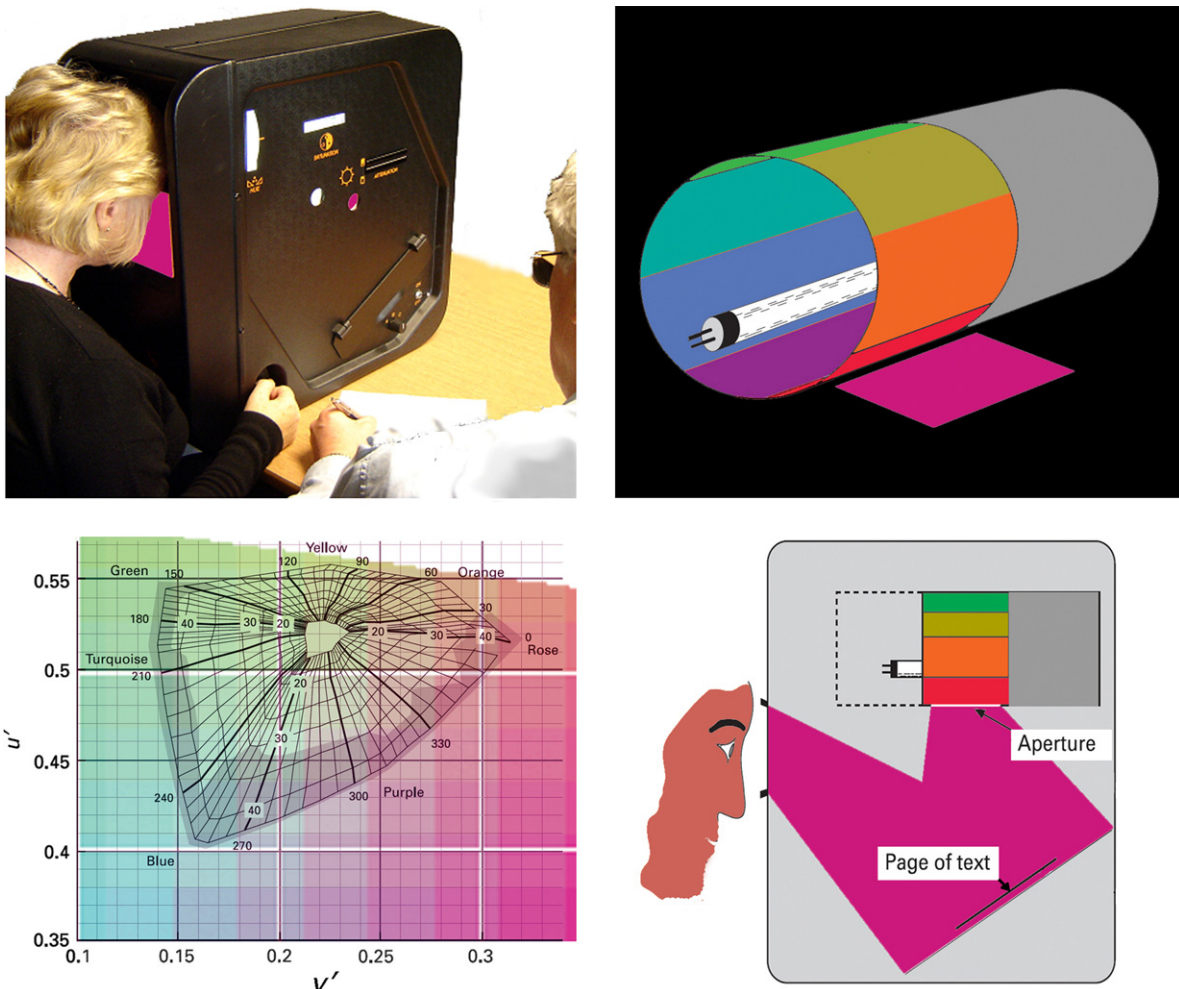 HUE
SATURATION
ATTENUATION
Yellow
120
90
Green
150
60
Orange
0.55
30
180
40
30
20
20
30
40
0
Rose
Turquoise
0.5
210
20
30
330
u′
0.45
240
300
Purple
40
270
0.4
Blue
0.35
0.1
0.15
0.2
0.25
0.3
v′
Aperture
Page of text